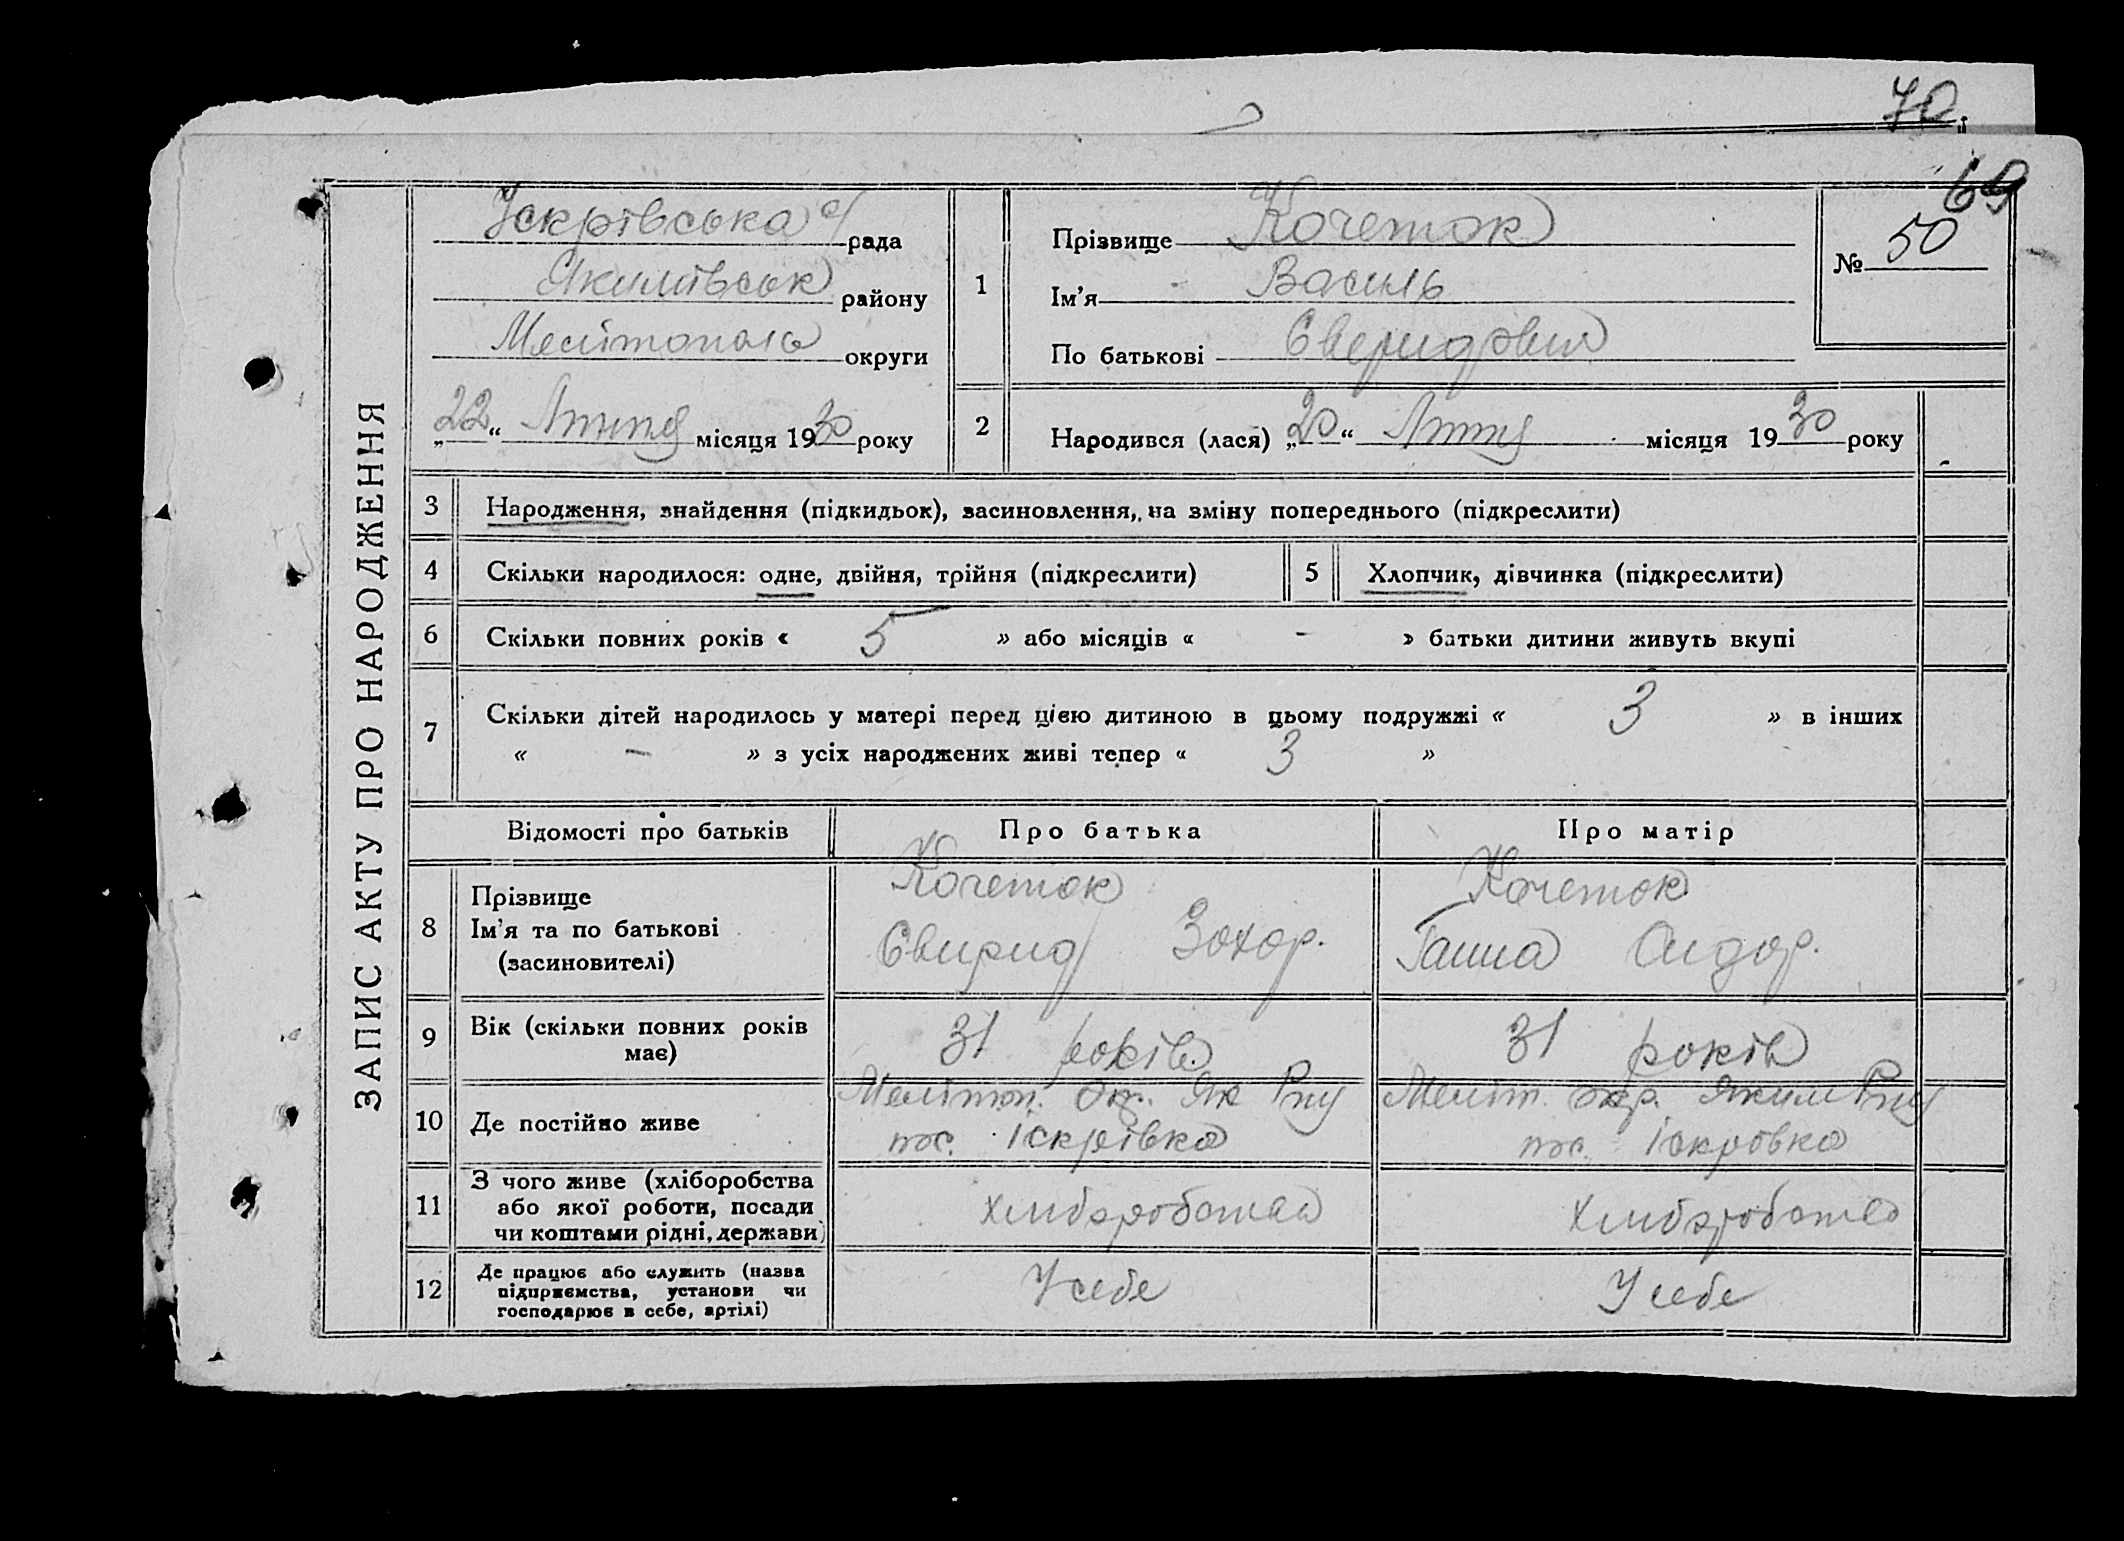 70
69
ЗАПИС АКТУ ПРО НАРОДЖЕННЯ
Іскрівська с/ рада
Якимівськ району
Мелітополь округи
„22“ Лютня місяця 1930 року
1
Прізвище Кочеток
Ім'я Василь
По батькові Свиридович
№ 50
2 Народився (лася) „20“ Лютня місяця 1930 року
3 Народження, знайдення (підкидьок), засиновлення, на зміну попереднього (підкреслити)
4 Скільки народилося: одне, двійня, трійня (підкреслити)
5 Хлопчик, дівчинка (підкреслити)
6 Скільки повних років « 5 » або місяців « - » батьки дитини живуть вкупі
7 Скільки дітей народилось у матері перед цією дитиною в цьому подружжі « 3 » в інших
« - » з усіх народжених живі тепер « 3 »
Відомості про батьків Про батька Про матір
8 Прізвище
Ім'я та по батькові
(засиновителі)
Кочеток
Свирид Захар.
Кочеток
Ганна Сидор.
9 Вік (скільки повних років
має)
31 років
31 років
10 Де постійно живе
Мелітоп. Окр. Як Р-ну
пос. Іскрівка
Меліт. окр. Яким Р-ну
пос. Іскровка
11 З чого живе (хліборобства
або якої роботи, посади
чи коштами рідні, держави)
хлиборобства
Хлиборобства
12 Де працює або служить (назва
підприємства, установи чи
господарює в себе, артілі)
У себе
У себе